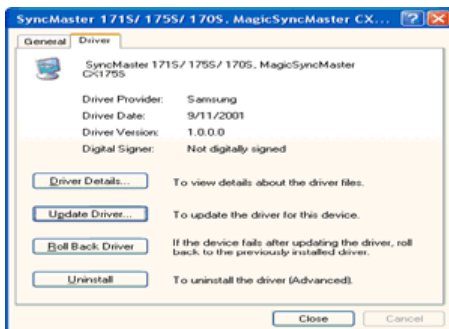 SyncMaster 171S/ 175S/ 170S, MagicSyncMaster CX...
General Driver
SyncMaster 171S/ 175S/ 170S, MagicSyncMaster
CX175S
Driver Provider: Samsung
Driver Date: 9/11/2001
Driver Version: 1.0.0.0
Digital Signer: Not digitally signed
Driver Details... To view details about the driver files.
Update Driver... To update the driver for this device.
Roll Back Driver If the device fails after updating the driver, roll
back to the previously installed driver.
Uninstall To uninstall the driver (Advanced).
Close Cancel